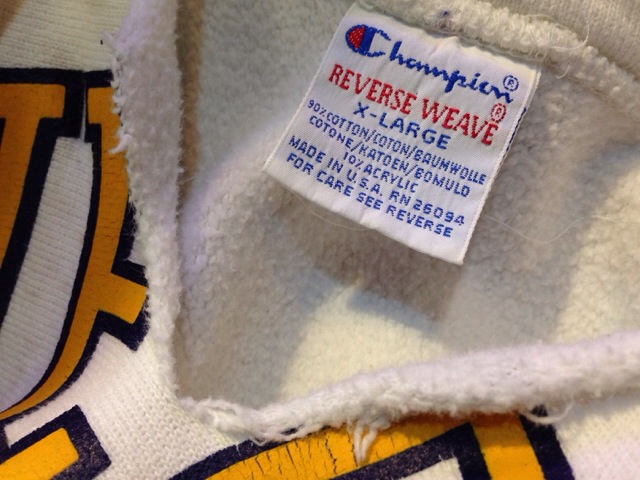 Champion®
REVERSE WEAVE®
X-LARGE
90% COTTON/COTON/BAUMWOLLE
COTONE/KATOEN/BOMULD
10% ACRYLIC
MADE IN U.S.A. RN 26094
FOR CARE SEE REVERSE